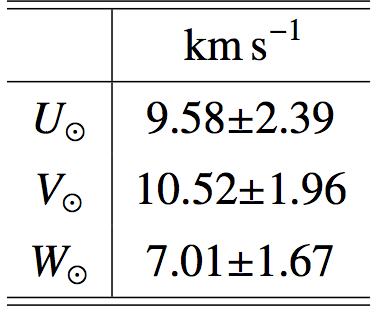 km s⁻¹
U⊙ 9.58±2.39
V⊙ 10.52±1.96
W⊙ 7.01±1.67